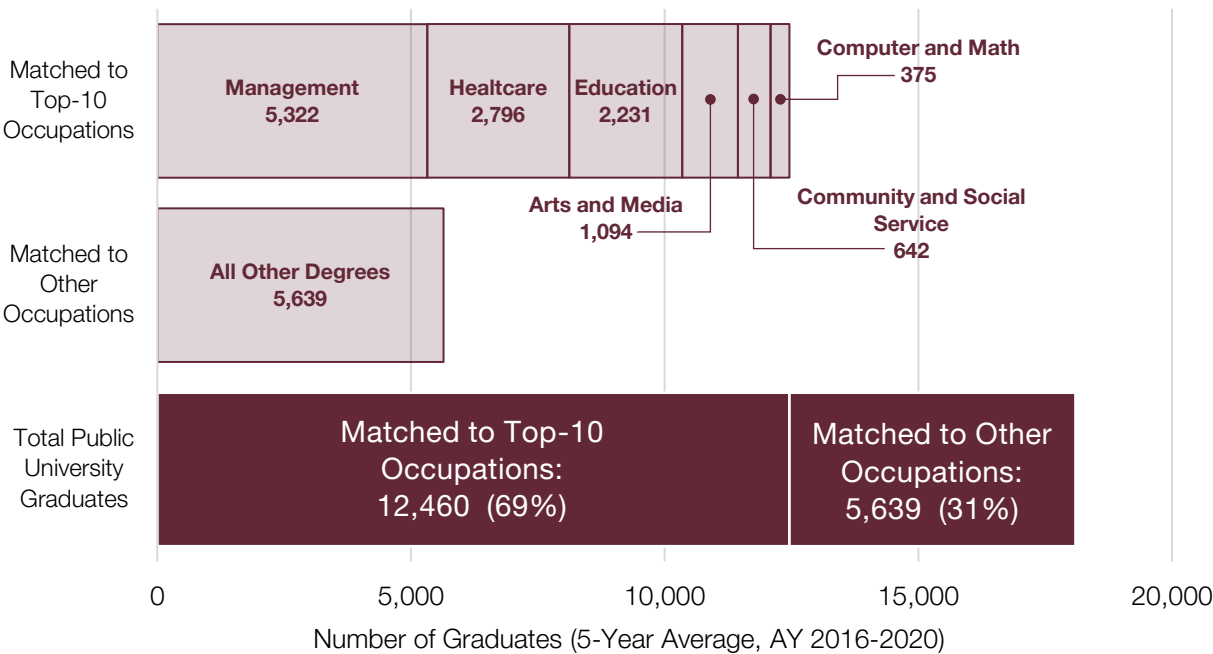 Matched to
Top-10
Occupations
Management
5,322
Healtcare
2,796
Education
2,231
Computer and Math
375
Arts and Media
1,094
Community and Social
Service
642
Matched to
Other
Occupations
All Other Degrees
5,639
Total Public
University
Graduates
Matched to Top-10
Occupations:
12,460 (69%)
Matched to Other
Occupations:
5,639 (31%)
0
5,000
10,000
15,000
20,000
Number of Graduates (5-Year Average, AY 2016-2020)